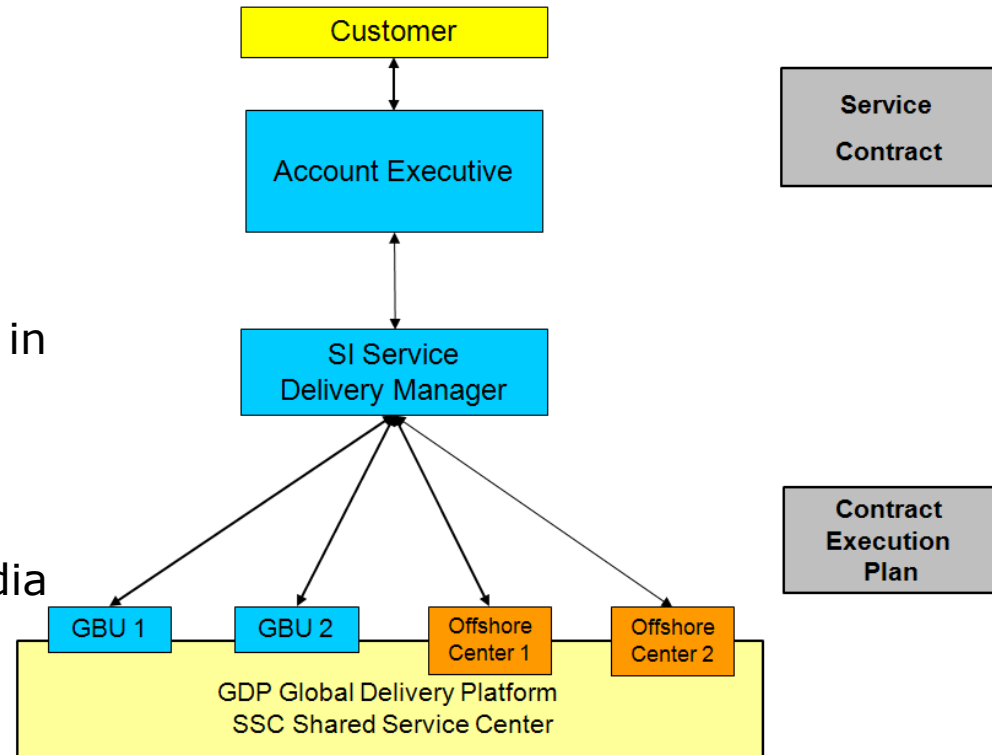 Customer
Service
Contract
Account Executive
in
SI Service
Delivery Manager
Contract
Execution
Plan
dia
GBU 1
GBU 2
Offshore
Center 1
Offshore
Center 2
GDP Global Delivery Platform
SSC Shared Service Center